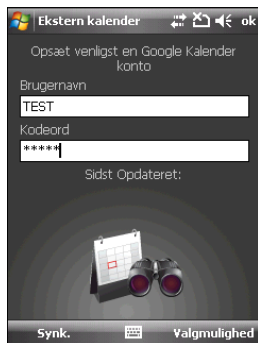 Ekstern kalender
ok
Opsæt venligst en Google Kalender
konto
Brugernavn
TEST
Kodeord
*****
Sidst Opdateret:
Synk.
Valgmulighed